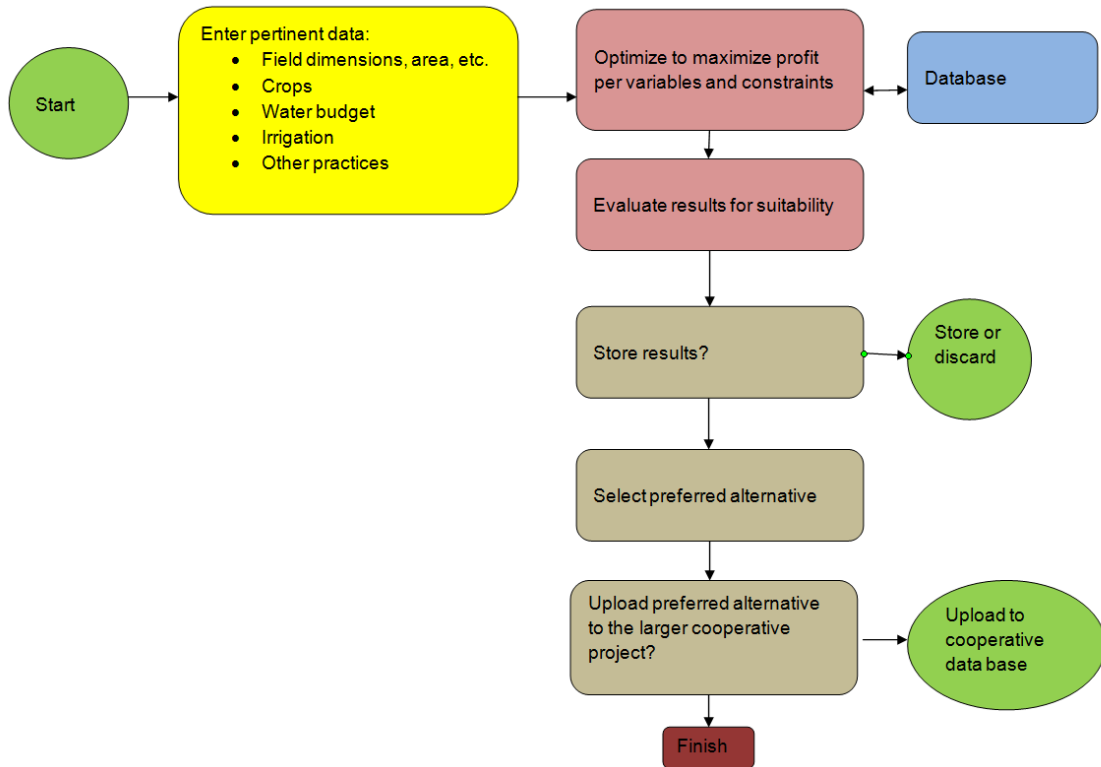 Start
Enter pertinent data:
• Field dimensions, area, etc.
• Crops
• Water budget
• Irrigation
• Other practices
Optimize to maximize profit
per variables and constraints
Database
Evaluate results for suitability
Store results?
Store or
discard
Select preferred alternative
Upload preferred alternative
to the larger cooperative
project?
Upload to
cooperative
data base
Finish